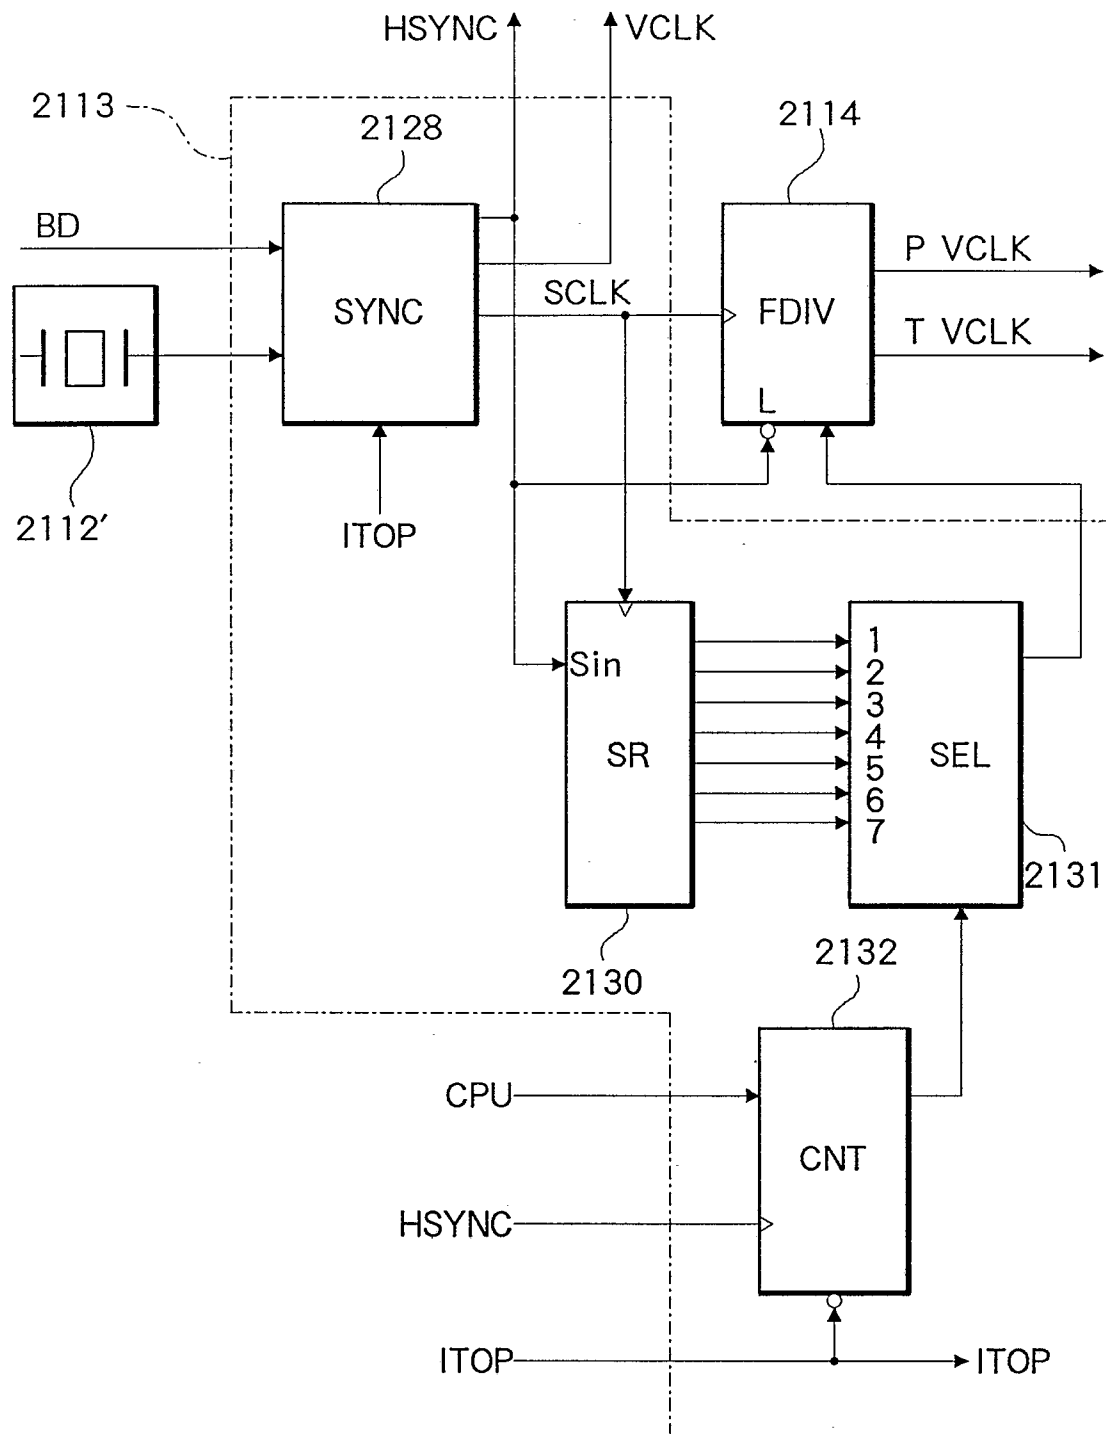 HSYNC
VCLK
2113
2128
2114
BD
SYNC
SCLK
FDIV
P VCLK
T VCLK
L
2112′
ITOP
Sin
SR
1
2
3
4
5
6
7
SEL
2131
2130
2132
CPU
CNT
HSYNC
ITOP
ITOP